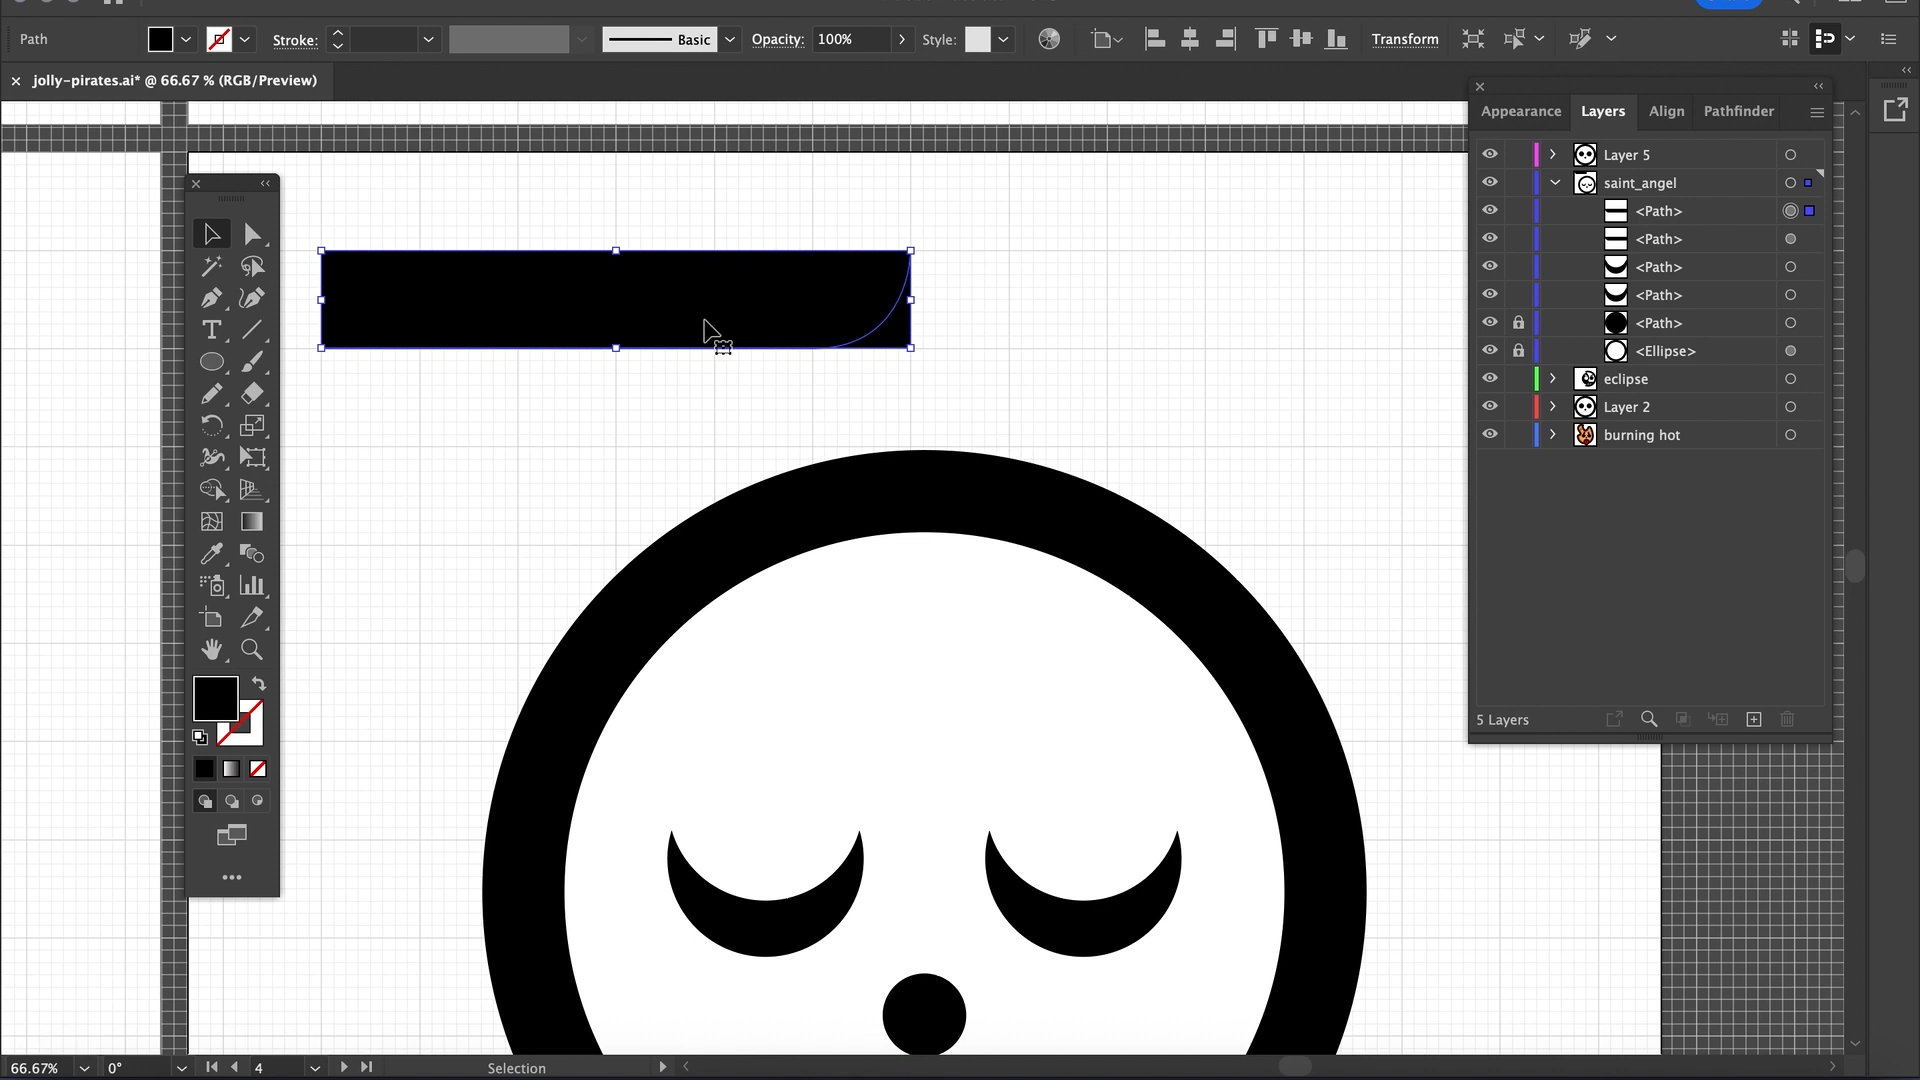 Path
Stroke:
Basic
Opacity:
100%
Style:
Transform
jolly-pirates.ai* @ 66.67 % (RGB/Preview)
Appearance
Layers
Align
Pathfinder
Layer 5
saint_angel
<Path>
<Path>
<Path>
<Path>
<Path>
<Ellipse>
eclipse
Layer 2
burning hot
5 Layers
66.67%
0°
4
Selection